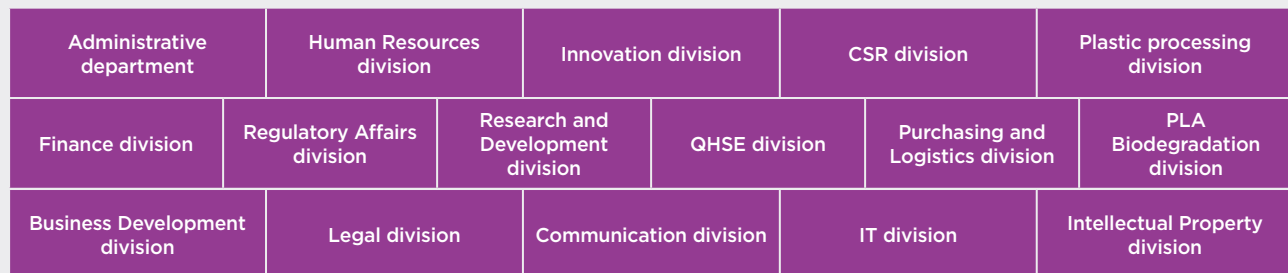 Administrative
department
Human Resources
division
Innovation division
CSR division
Plastic processing
division
Finance division
Regulatory Affairs
division
Research and
Development
division
QHSE division
Purchasing and
Logistics division
PLA
Biodegradation
division
Business Development
division
Legal division
Communication division
IT division
Intellectual Property
division